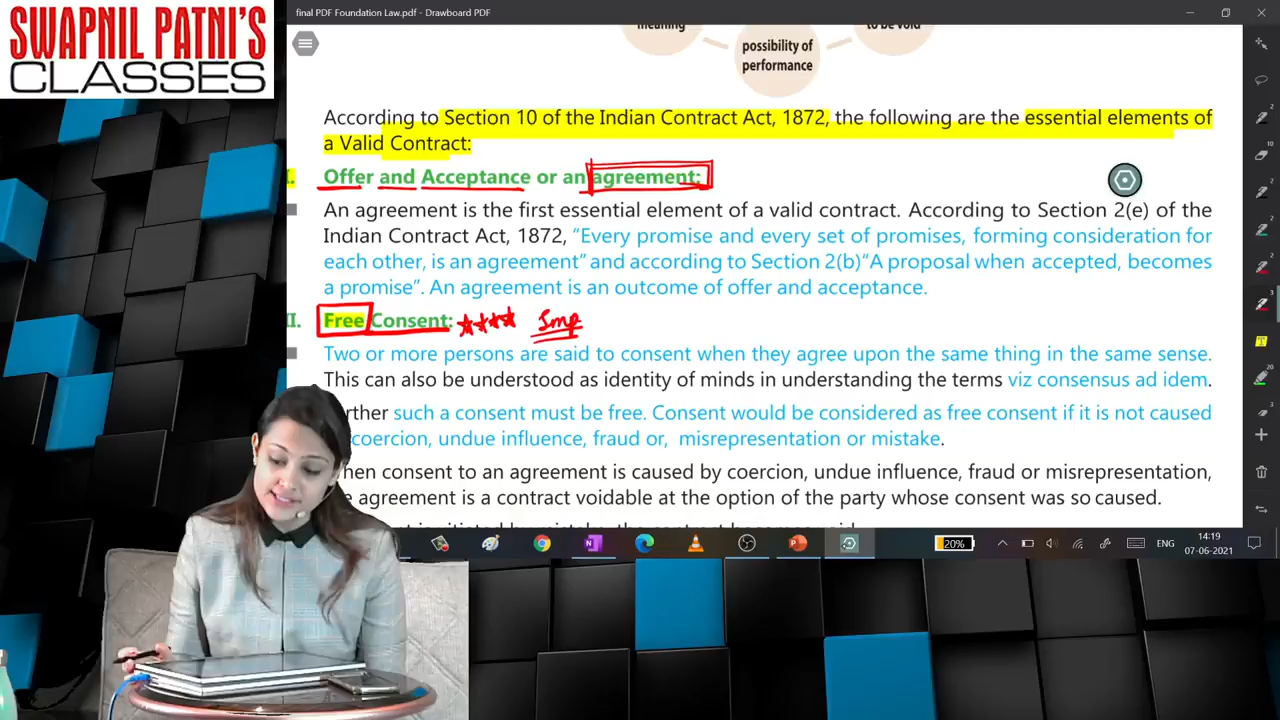 SWAPNIL PATNI'S
CLASSES
final PDF Foundation Law.pdf - Drawboard PDF
meaning
to be void
possibility of
performance
According to Section 10 of the Indian Contract Act, 1872, the following are the essential elements of
a Valid Contract:
I. Offer and Acceptance or an agreement:
An agreement is the first essential element of a valid contract. According to Section 2(e) of the
Indian Contract Act, 1872, “Every promise and every set of promises, forming consideration for
each other, is an agreement” and according to Section 2(b)“A proposal when accepted, becomes
a promise”. An agreement is an outcome of offer and acceptance.
II. Free Consent: Imp
Two or more persons are said to consent when they agree upon the same thing in the same sense.
This can also be understood as identity of minds in understanding the terms viz consensus ad idem.
such a consent must be free. Consent would be considered as free consent if it is not caused
coercion, undue influence, fraud or, misrepresentation or mistake.
consent to an agreement is caused by coercion, undue influence, fraud or misrepresentation,
agreement is a contract voidable at the option of the party whose consent was so caused.
20%
ENG
14:19
07-06-2021